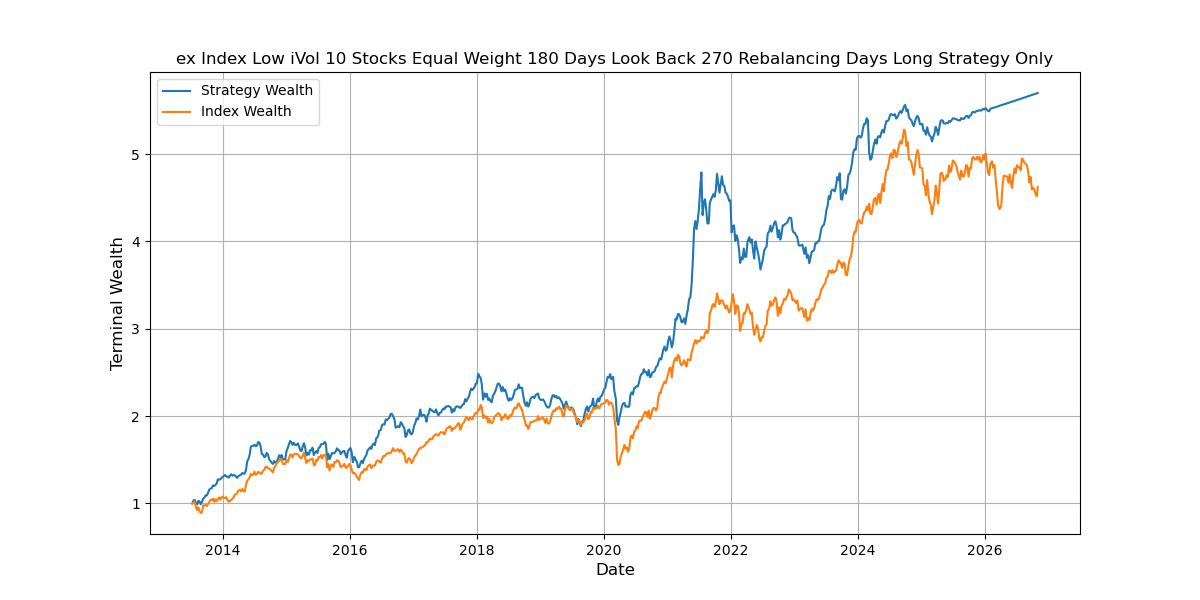 ex Index Low iVol 10 Stocks Equal Weight 180 Days Look Back 270 Rebalancing Days Long Strategy Only
Strategy Wealth
Index Wealth
5
4
3
2
1
Terminal Wealth
2014 2016 2018 2020 2022 2024 2026
Date